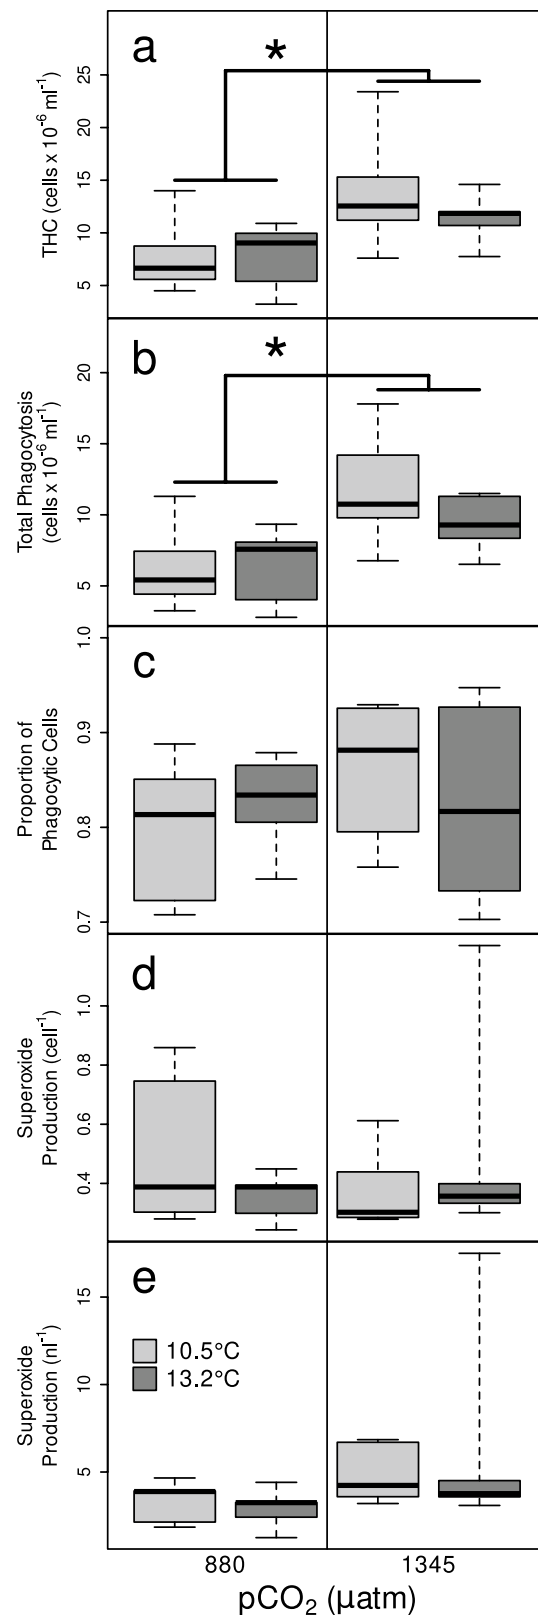 a
*
THC (cells x 10⁻⁶ ml⁻¹)
25
20
15
10
5
b
*
Total Phagocytosis
(cells x 10⁻⁶ ml⁻¹)
20
15
10
5
c
Proportion of
Phagocytic Cells
1.0
0.9
0.8
0.7
d
Superoxide
Production (cell⁻¹)
1.0
0.8
0.6
0.4
e
Superoxide
Production (nl⁻¹)
15
10
5
10.5°C
13.2°C
880 1345
pCO₂ (µatm)